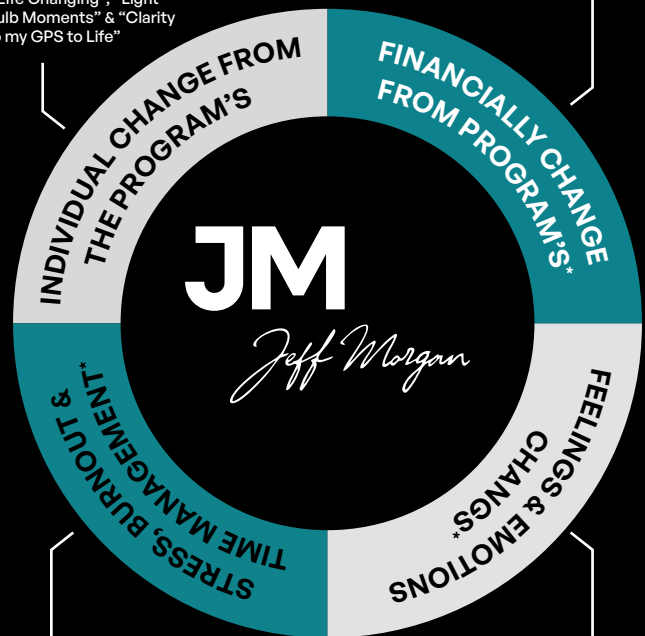 Life Changing", "Light
ulb Moments" & "Clarity
my GPS to Life"
INDIVIDUAL CHANGE FROM
THE PROGRAM'S
FINANCIALLY CHANGE
FROM PROGRAM'S*
JM
Jeff Morgan
STRESS, BURNOUT &
TIME MANAGEMENT*
FEELINGS & EMOTIONS
CHANGS*